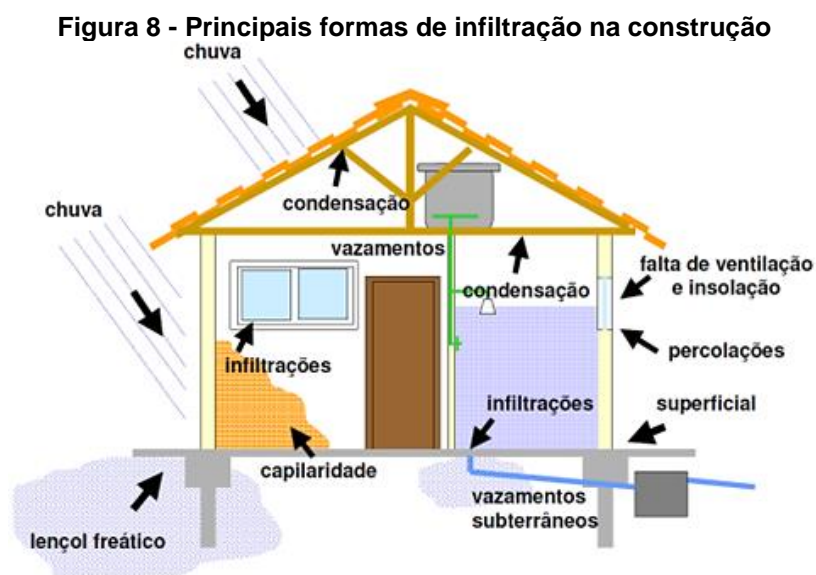 Figura 8 - Principais formas de infiltração na construção
chuva
condensação
chuva
vazamentos
condensação
falta de ventilação
e insolação
infiltrações
percolações
infiltrações
superficial
capilaridade
vazamentos
subterrâneos
lençol freático